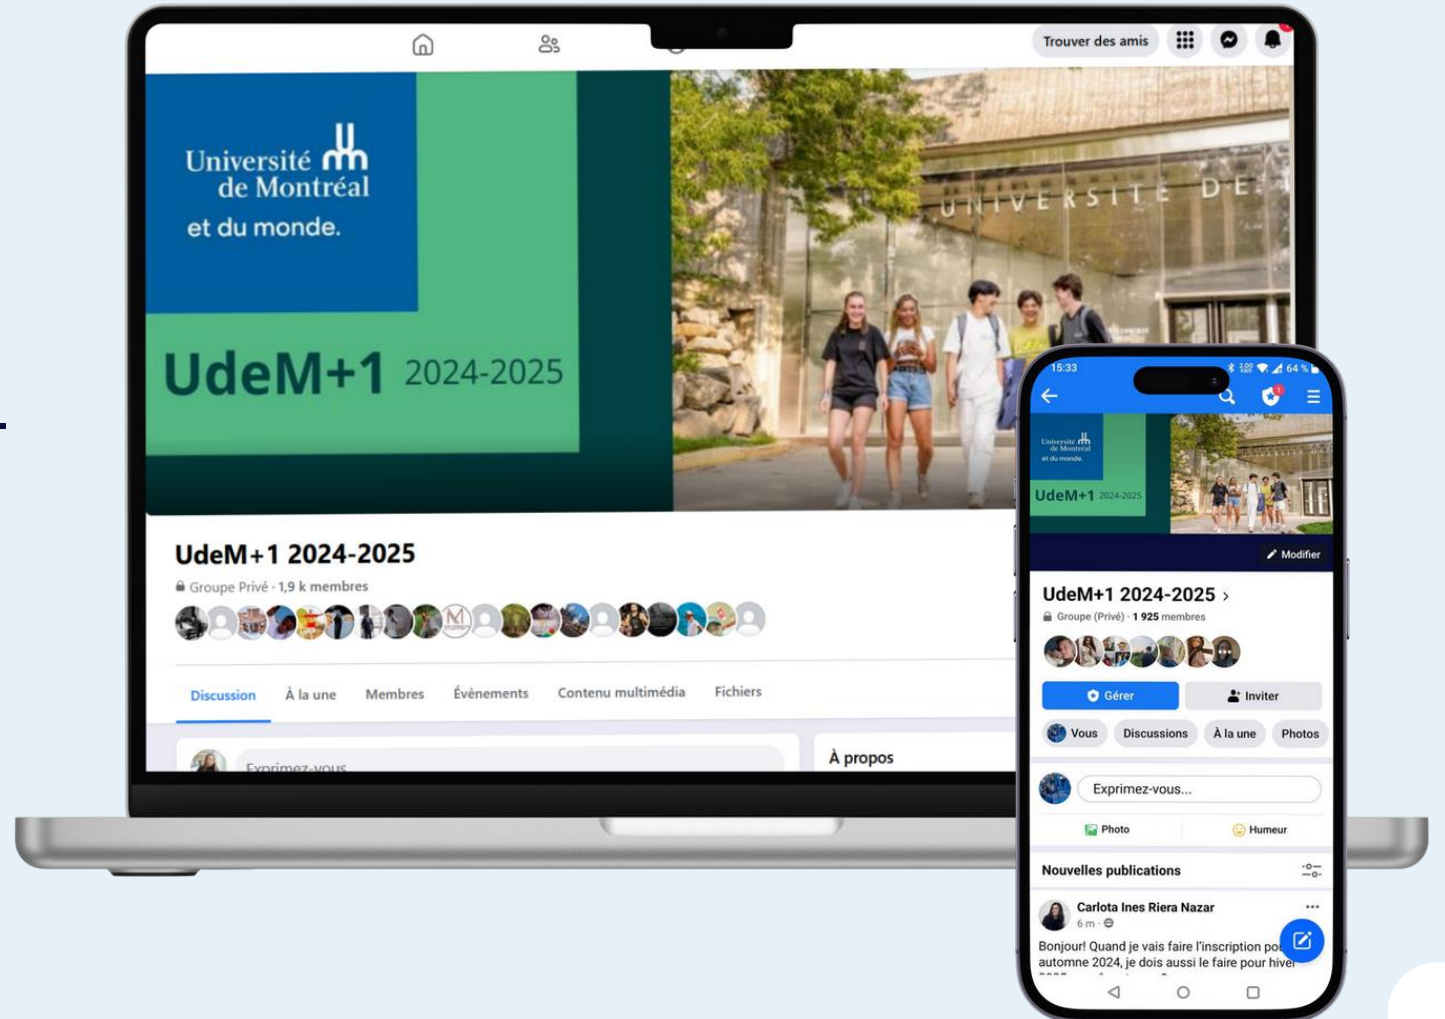 Trouver des amis
Université
de Montréal
et du monde.
UdeM+1 2024-2025
UNIVERSITÉ DE
UdeM+1 2024-2025
Groupe Privé · 1,9 k membres
Discussion À la une Membres Évènements Contenu multimédia Fichiers
Exprimez-vous
À propos
15:33 64 %
Université
de Montréal
et du monde.
UdeM+1 2024-2025
Modifier
UdeM+1 2024-2025 >
Groupe (Privé) · 1 925 membres
Gérer Inviter
Vous Discussions À la une Photos
Exprimez-vous...
Photo Humeur
Nouvelles publications
Carlota Ines Riera Nazar
6 m
Bonjour! Quand je vais faire l'inscription
automne 2024, je dois aussi le faire pour hiver